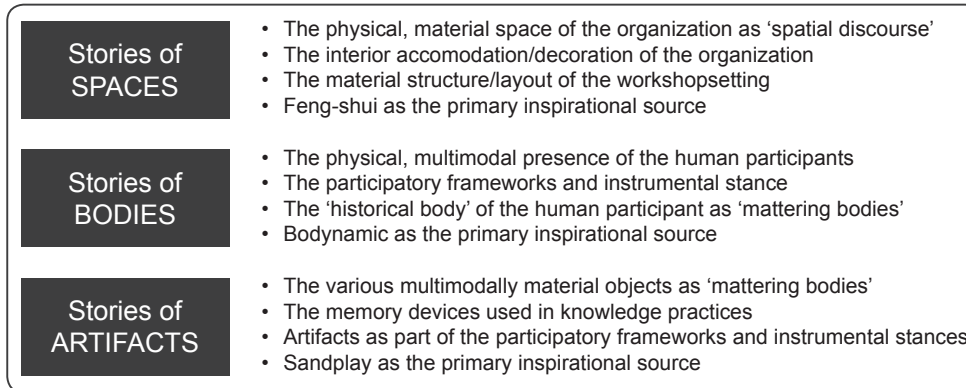 Stories of
SPACES
• The physical, material space of the organization as ‘spatial discourse’
• The interior accomodation/decoration of the organization
• The material structure/layout of the workshopsetting
• Feng-shui as the primary inspirational source
Stories of
BODIES
• The physical, multimodal presence of the human participants
• The participatory frameworks and instrumental stance
• The ‘historical body’ of the human participant as ‘mattering bodies’
• Bodynamic as the primary inspirational source
Stories of
ARTIFACTS
• The various multimodally material objects as ‘mattering bodies’
• The memory devices used in knowledge practices
• Artifacts as part of the participatory frameworks and instrumental stances
• Sandplay as the primary inspirational source